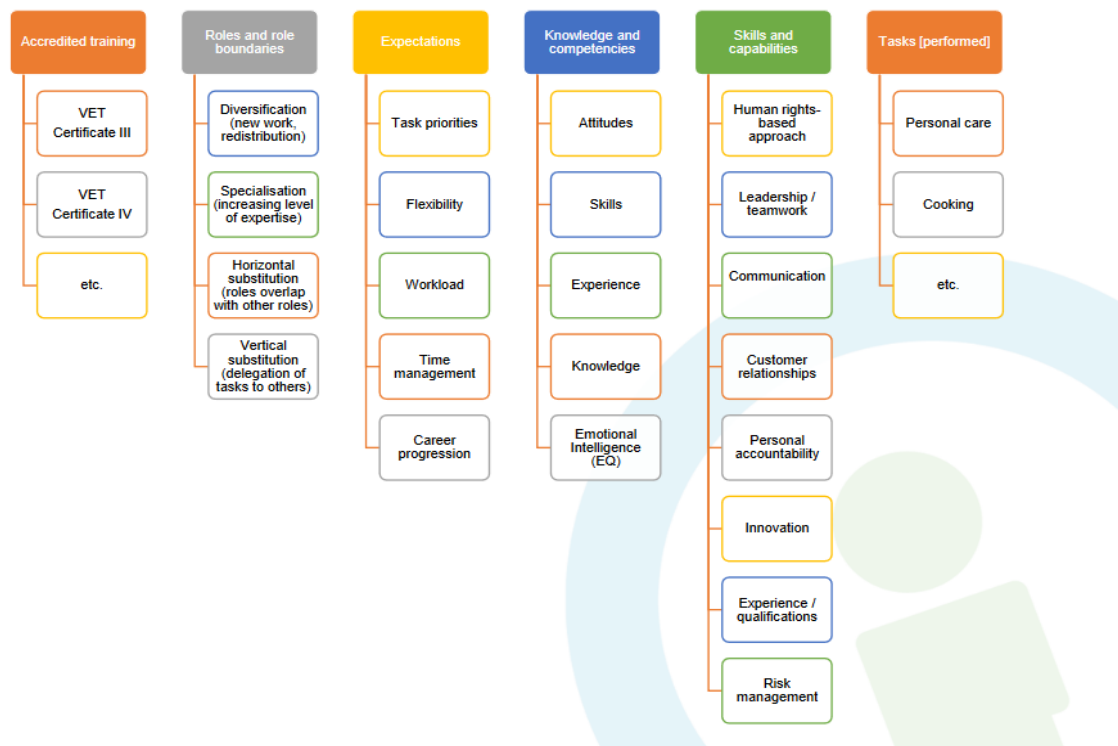 Accredited training
VET
Certificate III
VET
Certificate IV
etc.
Roles and role
boundaries
Diversification
(new work,
redistribution)
Specialisation
(increasing level
of expertise)
Horizontal
substitution
(roles overlap
with other roles)
Vertical
substitution
(delegation of
tasks to others)
Expectations
Task priorities
Flexibility
Workload
Time
management
Career
progression
Knowledge and
competencies
Attitudes
Skills
Experience
Knowledge
Emotional
Intelligence
(EQ)
Skills and
capabilities
Human rights-
based
approach
Leadership /
teamwork
Communication
Customer
relationships
Personal
accountability
Innovation
Experience /
qualifications
Risk
management
Tasks [performed]
Personal care
Cooking
etc.